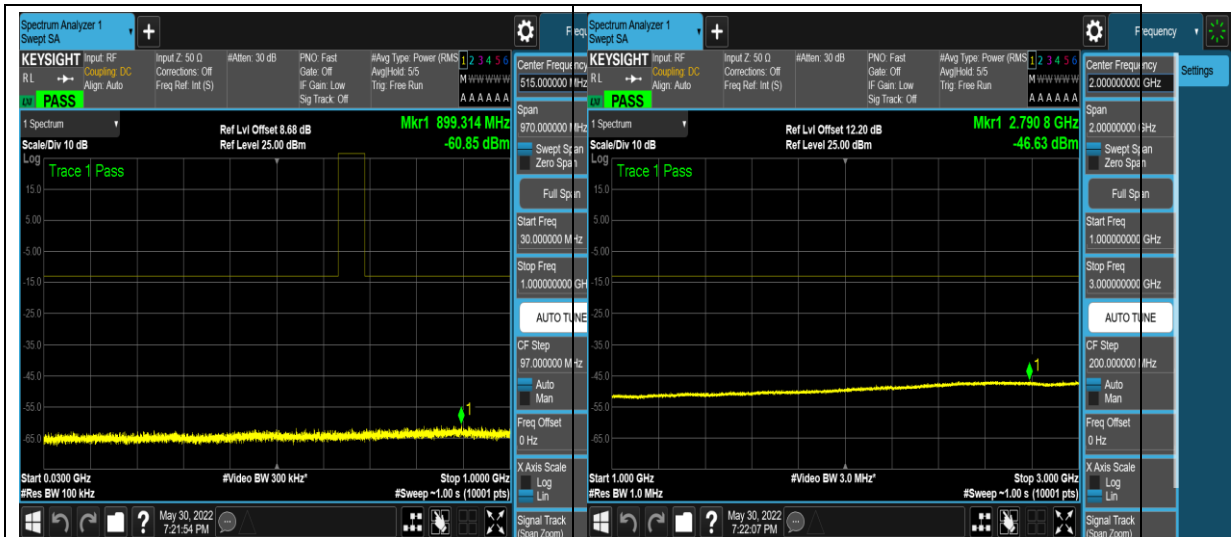 Spectrum Analyzer 1
Swept SA
+
KEYSIGHT
RL
Input: RF
Coupling: DC
Align: Auto
Input Z: 50 Ω
Corrections: Off
Freq Ref: Int (S)
#Atten: 30 dB
PNO: Fast
Gate: Off
IF Gain: Low
Sig Track: Off
#Avg Type: Power (RMS
Avg|Hold: 5/5
Trig: Free Run
1 2 3 4 5 6
M W W W W W
A A A A A A
PASS
1 Spectrum
Scale/Div 10 dB
Ref Lvl Offset 8.68 dB
Ref Level 25.00 dBm
Mkr1 899.314 MHz
-60.85 dBm
Log
Trace 1 Pass
15.0
5.00
-5.00
-15.0
-25.0
-35.0
-45.0
-55.0
-65.0
1
Start 0.0300 GHz
#Res BW 100 kHz
#Video BW 300 kHz*
Stop 1.0000 GHz
#Sweep ~1.00 s (10001 pts)
?
May 30, 2022
7:21:54 PM
Frequ
Center Frequency
515.000000 MHz
Span
970.000000 MHz
Swept Span
Zero Span
Full Span
Start Freq
30.000000 MHz
Stop Freq
1.000000000 GH
AUTO TUNE
CF Step
97.000000 MHz
Auto
Man
Freq Offset
0 Hz
X Axis Scale
Log
Lin
Signal Track
(Span Zoom)
Spectrum Analyzer 1
Swept SA
+
KEYSIGHT
RL
Input: RF
Coupling: DC
Align: Auto
Input Z: 50 Ω
Corrections: Off
Freq Ref: Int (S)
#Atten: 30 dB
PNO: Fast
Gate: Off
IF Gain: Low
Sig Track: Off
#Avg Type: Power (RMS
Avg|Hold: 5/5
Trig: Free Run
1 2 3 4 5 6
M W W W W W
A A A A A A
PASS
1 Spectrum
Scale/Div 10 dB
Ref Lvl Offset 12.20 dB
Ref Level 25.00 dBm
Mkr1 2.790 8 GHz
-46.63 dBm
Log
Trace 1 Pass
15.0
5.00
-5.00
-15.0
-25.0
-35.0
-45.0
-55.0
-65.0
1
Start 1.000 GHz
#Res BW 1.0 MHz
#Video BW 3.0 MHz*
Stop 3.000 GHz
#Sweep ~1.00 s (10001 pts)
?
May 30, 2022
7:22:07 PM
Frequency
Settings
Center Frequency
2.000000000 GHz
Span
2.00000000 GHz
Swept Span
Zero Span
Full Span
Start Freq
1.000000000 GHz
Stop Freq
3.000000000 GHz
AUTO TUNE
CF Step
200.000000 MHz
Auto
Man
Freq Offset
0 Hz
X Axis Scale
Log
Lin
Signal Track
(Span Zoom)